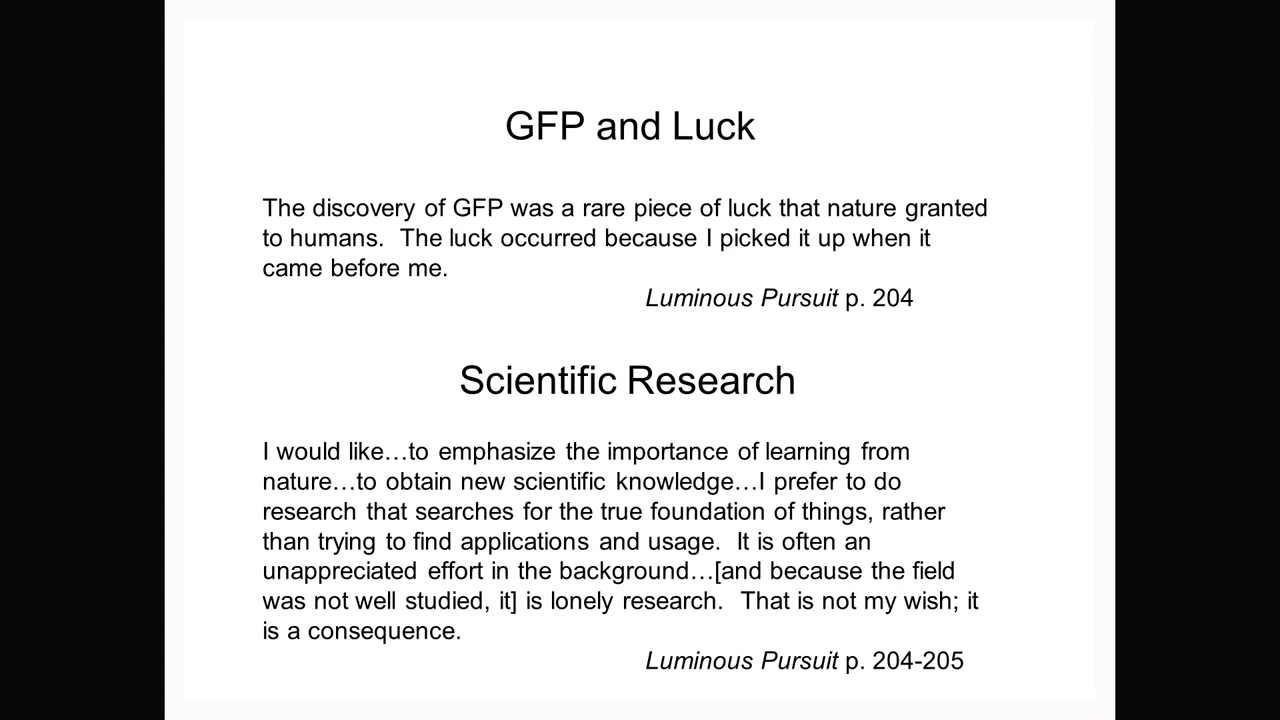 GFP and Luck
The discovery of GFP was a rare piece of luck that nature granted
to humans.  The luck occurred because I picked it up when it
came before me.
Luminous Pursuit p. 204
Scientific Research
I would like…to emphasize the importance of learning from
nature…to obtain new scientific knowledge…I prefer to do
research that searches for the true foundation of things, rather
than trying to find applications and usage.  It is often an
unappreciated effort in the background…[and because the field
was not well studied, it] is lonely research.  That is not my wish; it
is a consequence.
Luminous Pursuit p. 204-205